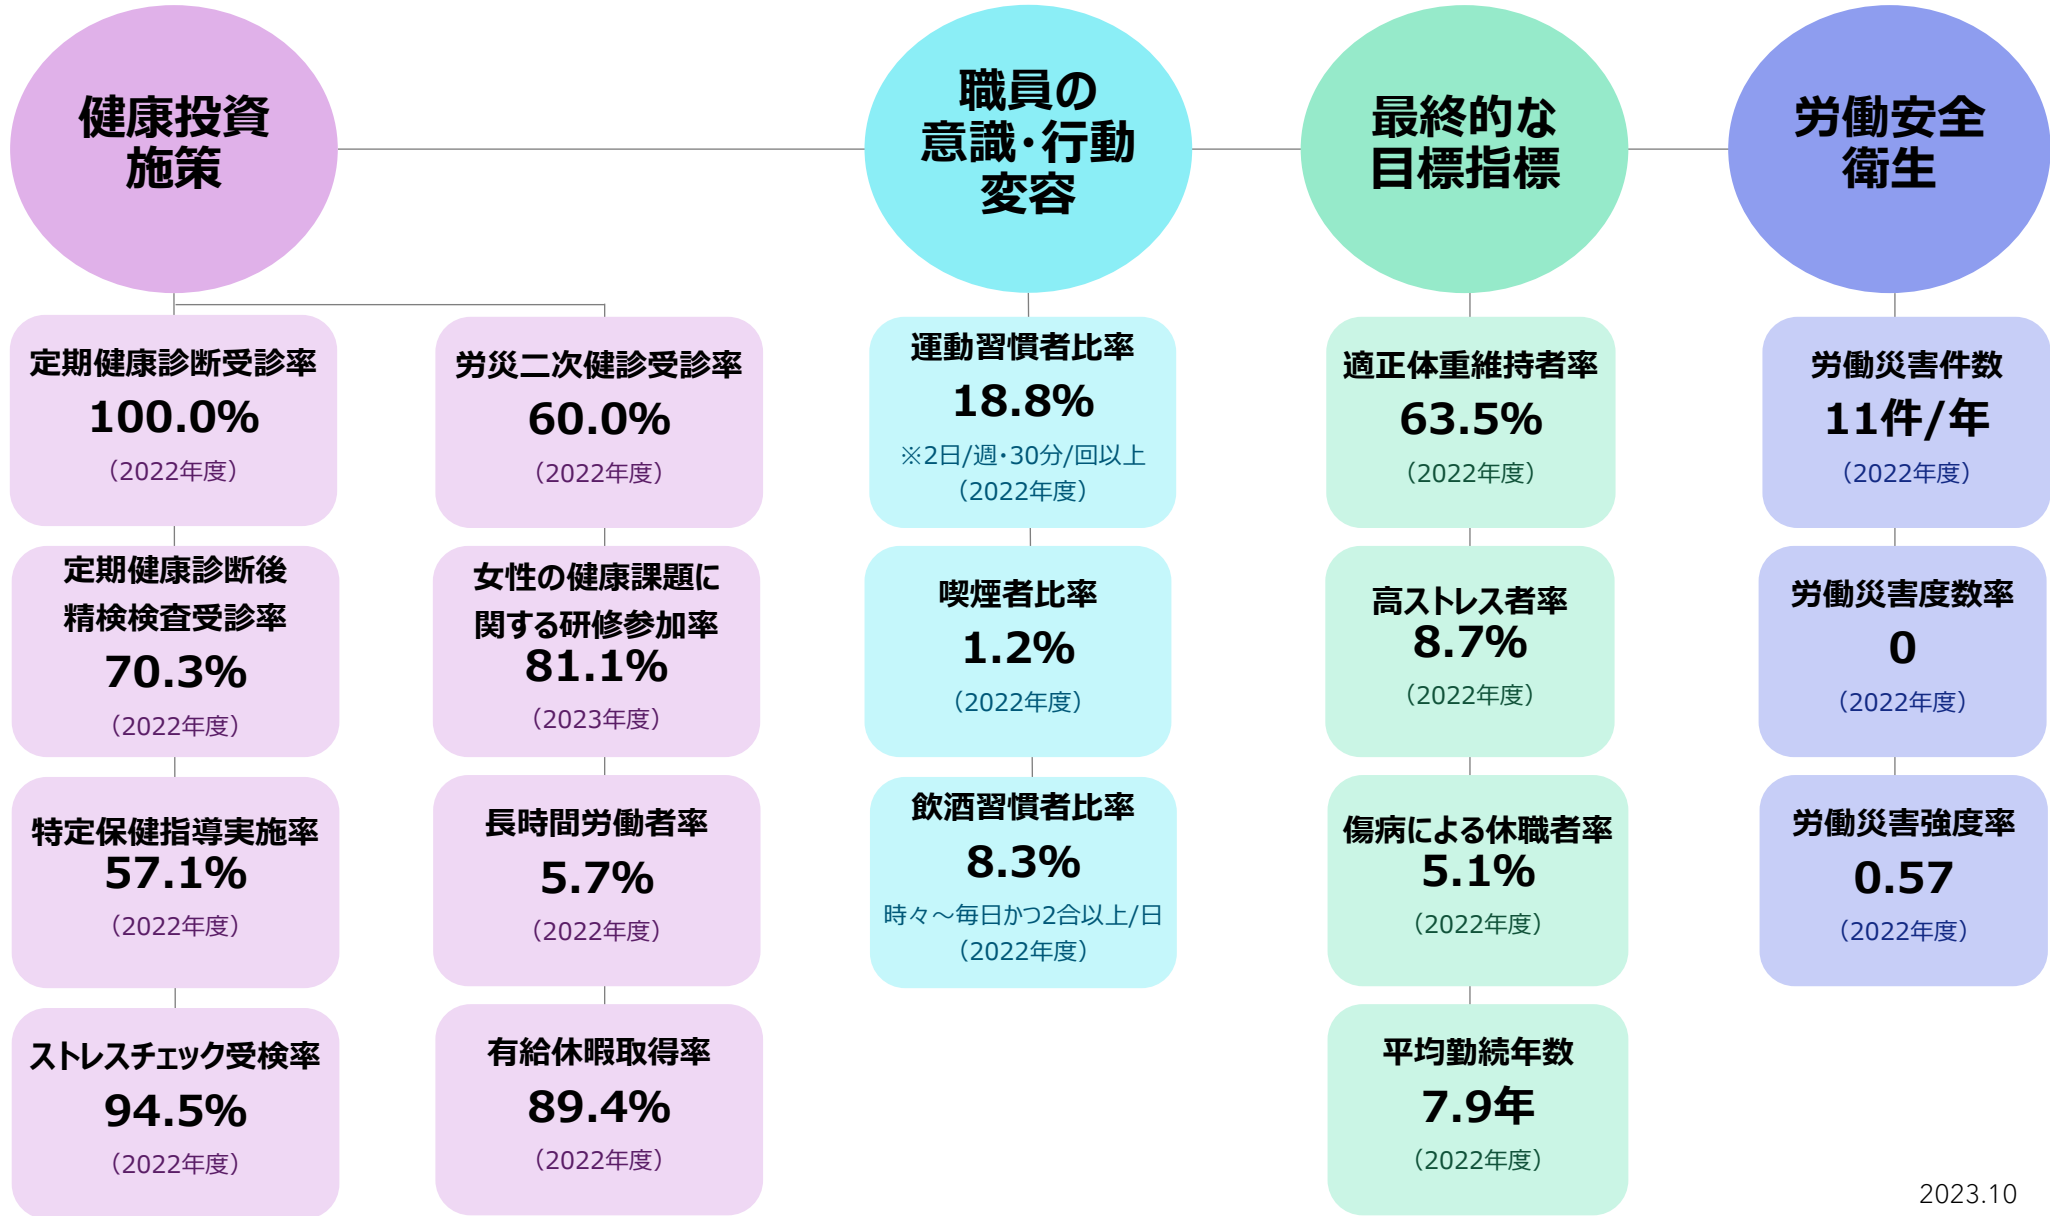 健康投資
施策
職員の
意識・行動
変容
最終的な
目標指標
労働安全
衛生
定期健康診断受診率
100.0%
（2022年度）
定期健康診断後
精検検査受診率
70.3%
（2022年度）
特定保健指導実施率
57.1%
（2022年度）
ストレスチェック受検率
94.5%
（2022年度）
労災二次健診受診率
60.0%
（2022年度）
女性の健康課題に
関する研修参加率
81.1%
（2023年度）
長時間労働者率
5.7%
（2022年度）
有給休暇取得率
89.4%
（2022年度）
運動習慣者比率
18.8%
※2日/週・30分/回以上
（2022年度）
喫煙者比率
1.2%
（2022年度）
飲酒習慣者比率
8.3%
時々～毎日かつ2合以上/日
（2022年度）
適正体重維持者率
63.5%
（2022年度）
高ストレス者率
8.7%
（2022年度）
傷病による休職者率
5.1%
（2022年度）
平均勤続年数
7.9年
（2022年度）
労働災害件数
11件/年
（2022年度）
労働災害度数率
0
（2022年度）
労働災害強度率
0.57
（2022年度）
2023.10